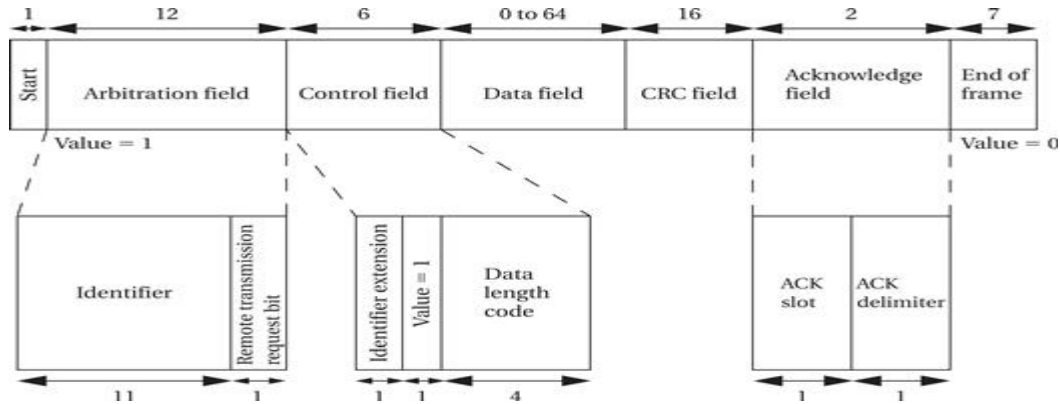 1 12 6 0 to 64 16 2 7
Start
Arbitration field
Control field
Data field
CRC field
Acknowledge
field
End of
frame
Value = 1
Value = 0
Identifier
Remote transmission
request bit
Identifier extension
Value = 1
Data
length
code
ACK
slot
ACK
delimiter
11 1 1 1 4 1 1